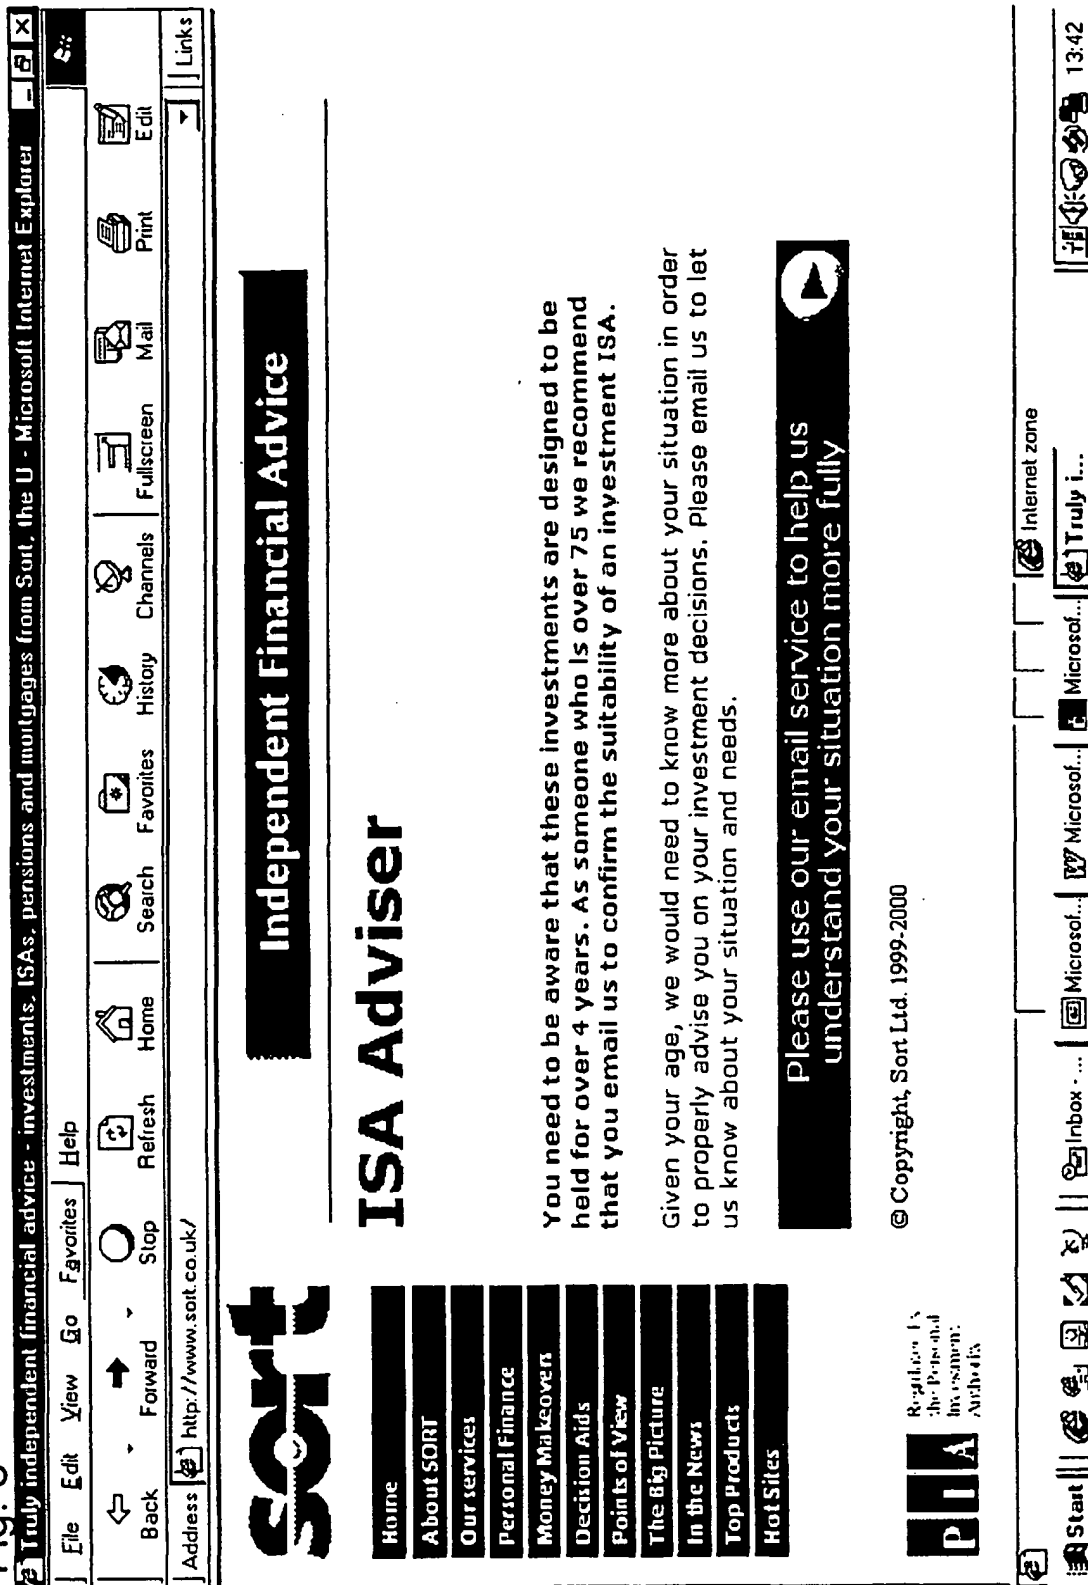 Truly independent financial advice - investments, ISAs, pensions and mortgages from Sort, the U - Microsoft Internet Explorer
File Edit View Go Favorites Help
Back Forward Stop Refresh Home Search Favorites History Channels Fullscreen Mail Print Edit
Address http://www.sort.co.uk/ Links
sort
Independent Financial Advice
Home
About SORT
Our services
Personal Finance
Money Makeovers
Decision Aids
Points of View
The Big Picture
In the News
Top Products
Hot Sites
ISA Adviser
You need to be aware that these investments are designed to be
held for over 4 years. As someone who is over 75 we recommend
that you email us to confirm the suitability of an investment ISA.
Given your age, we would need to know more about your situation in order
to properly advise you on your investment decisions. Please email us to let
us know about your situation and needs.
Please use our email service to help us
understand your situation more fully
© Copyright, Sort Ltd. 1999-2000
PIA
Regulated by
the Personal
Investment
Authority
Internet zone
Start Inbox - ... Microsof... Microsof... Microsof... Truly i... 13:42